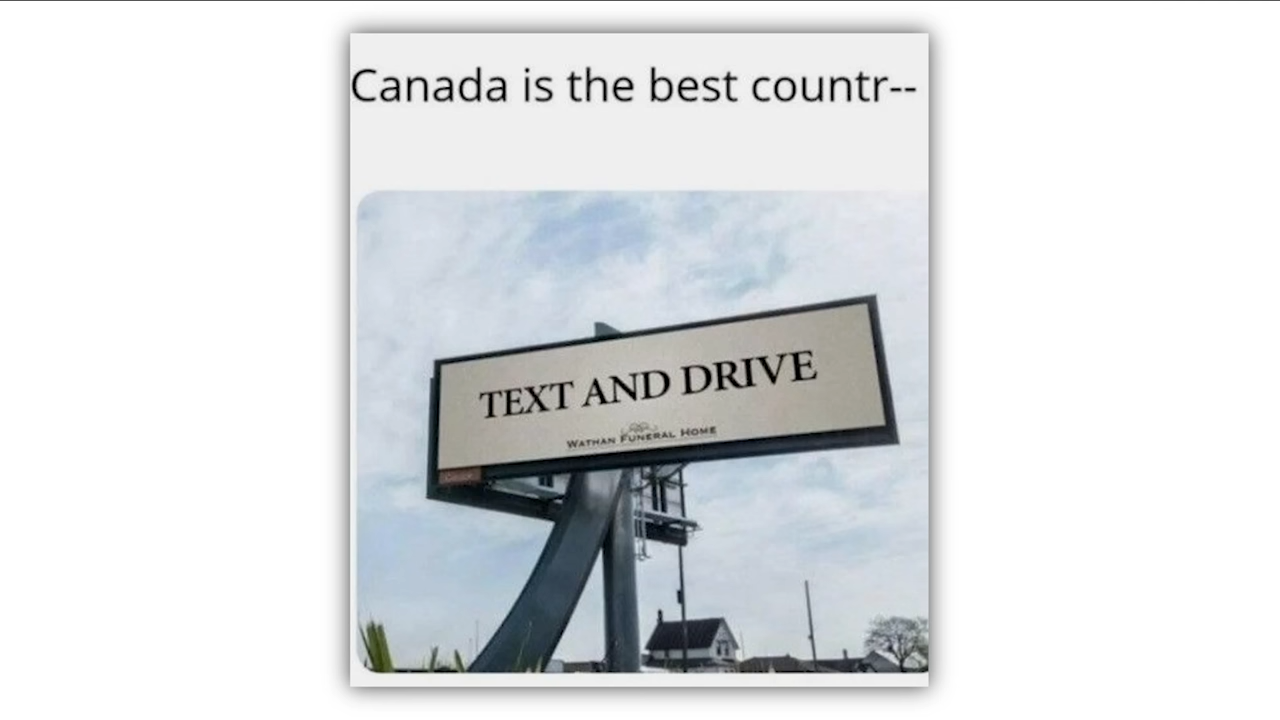 Canada is the best countr--
TEXT AND DRIVE
WATHAN FUNERAL HOME